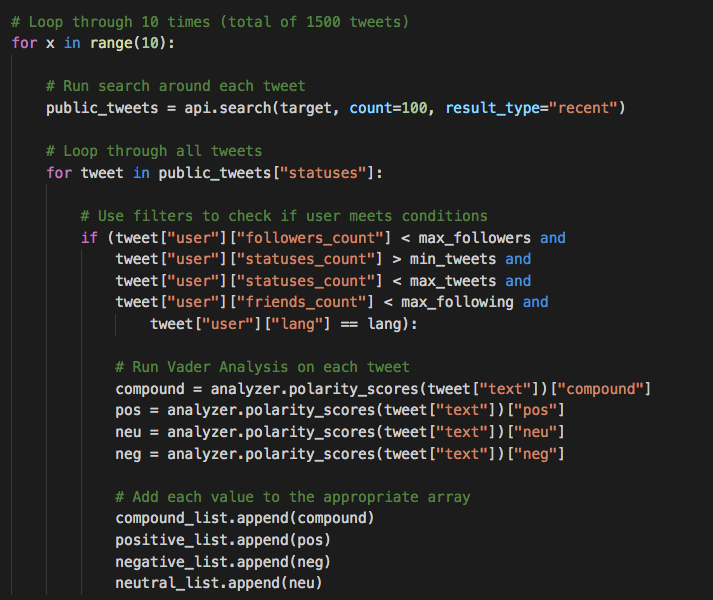 # Loop through 10 times (total of 1500 tweets)
for x in range(10):
# Run search around each tweet
public_tweets = api.search(target, count=100, result_type="recent")
# Loop through all tweets
for tweet in public_tweets["statuses"]:
# Use filters to check if user meets conditions
if (tweet["user"]["followers_count"] < max_followers and
tweet["user"]["statuses_count"] > min_tweets and
tweet["user"]["statuses_count"] < max_tweets and
tweet["user"]["friends_count"] < max_following and
tweet["user"]["lang"] == lang):
# Run Vader Analysis on each tweet
compound = analyzer.polarity_scores(tweet["text"])["compound"]
pos = analyzer.polarity_scores(tweet["text"])["pos"]
neu = analyzer.polarity_scores(tweet["text"])["neu"]
neg = analyzer.polarity_scores(tweet["text"])["neg"]
# Add each value to the appropriate array
compound_list.append(compound)
positive_list.append(pos)
negative_list.append(neg)
neutral_list.append(neu)